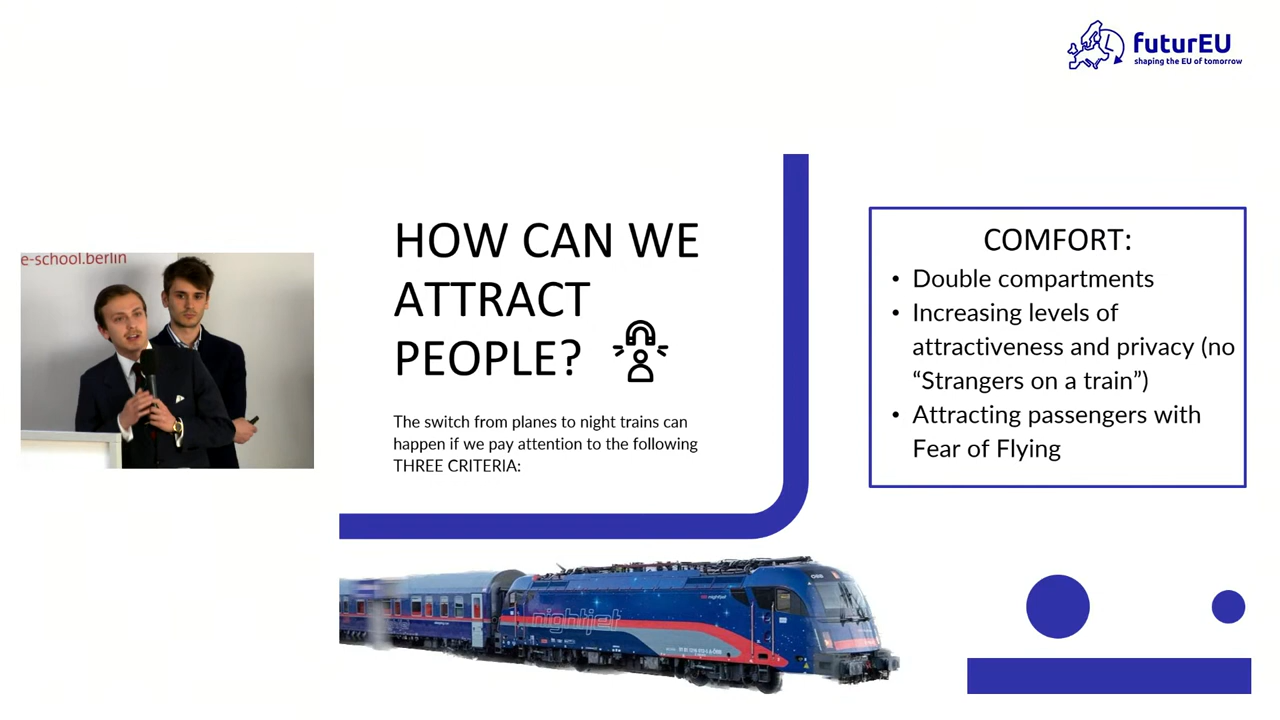 futurEU
shaping the EU of tomorrow
e-school.berlin
HOW CAN WE
ATTRACT
PEOPLE?
The switch from planes to night trains can
happen if we pay attention to the following
THREE CRITERIA:
COMFORT:
• Double compartments
• Increasing levels of
attractiveness and privacy (no
“Strangers on a train”)
• Attracting passengers with
Fear of Flying
nightjet
ÖBB